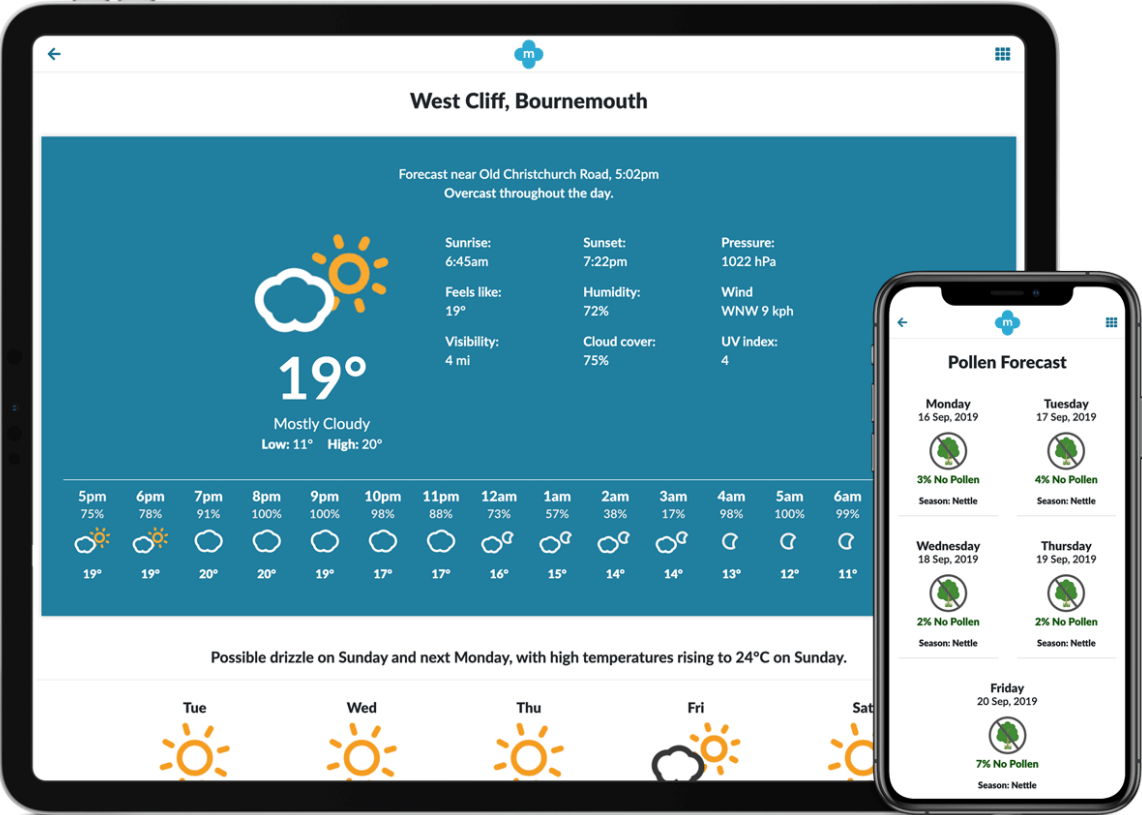 m
West Cliff, Bournemouth
Forecast near Old Christchurch Road, 5:02pm
Overcast throughout the day.
Sunrise: Sunset: Pressure:
6:45am 7:22pm 1022 hPa
Feels like: Humidity: Wind
19° 72% WNW 9 kph
Visibility: Cloud cover: UV index:
4 mi 75% 4
19°
Mostly Cloudy
Low: 11° High: 20°
5pm 6pm 7pm 8pm 9pm 10pm 11pm 12am 1am 2am 3am 4am 5am 6am
75% 78% 91% 100% 100% 98% 88% 73% 57% 38% 17% 98% 100% 99%
19° 19° 20° 20° 19° 17° 17° 16° 15° 14° 14° 13° 12° 11°
Possible drizzle on Sunday and next Monday, with high temperatures rising to 24°C on Sunday.
Tue Wed Thu Fri Sat
m
Pollen Forecast
Monday Tuesday
16 Sep, 2019 17 Sep, 2019
3% No Pollen 4% No Pollen
Season: Nettle Season: Nettle
Wednesday Thursday
18 Sep, 2019 19 Sep, 2019
2% No Pollen 2% No Pollen
Season: Nettle Season: Nettle
Friday
20 Sep, 2019
7% No Pollen
Season: Nettle